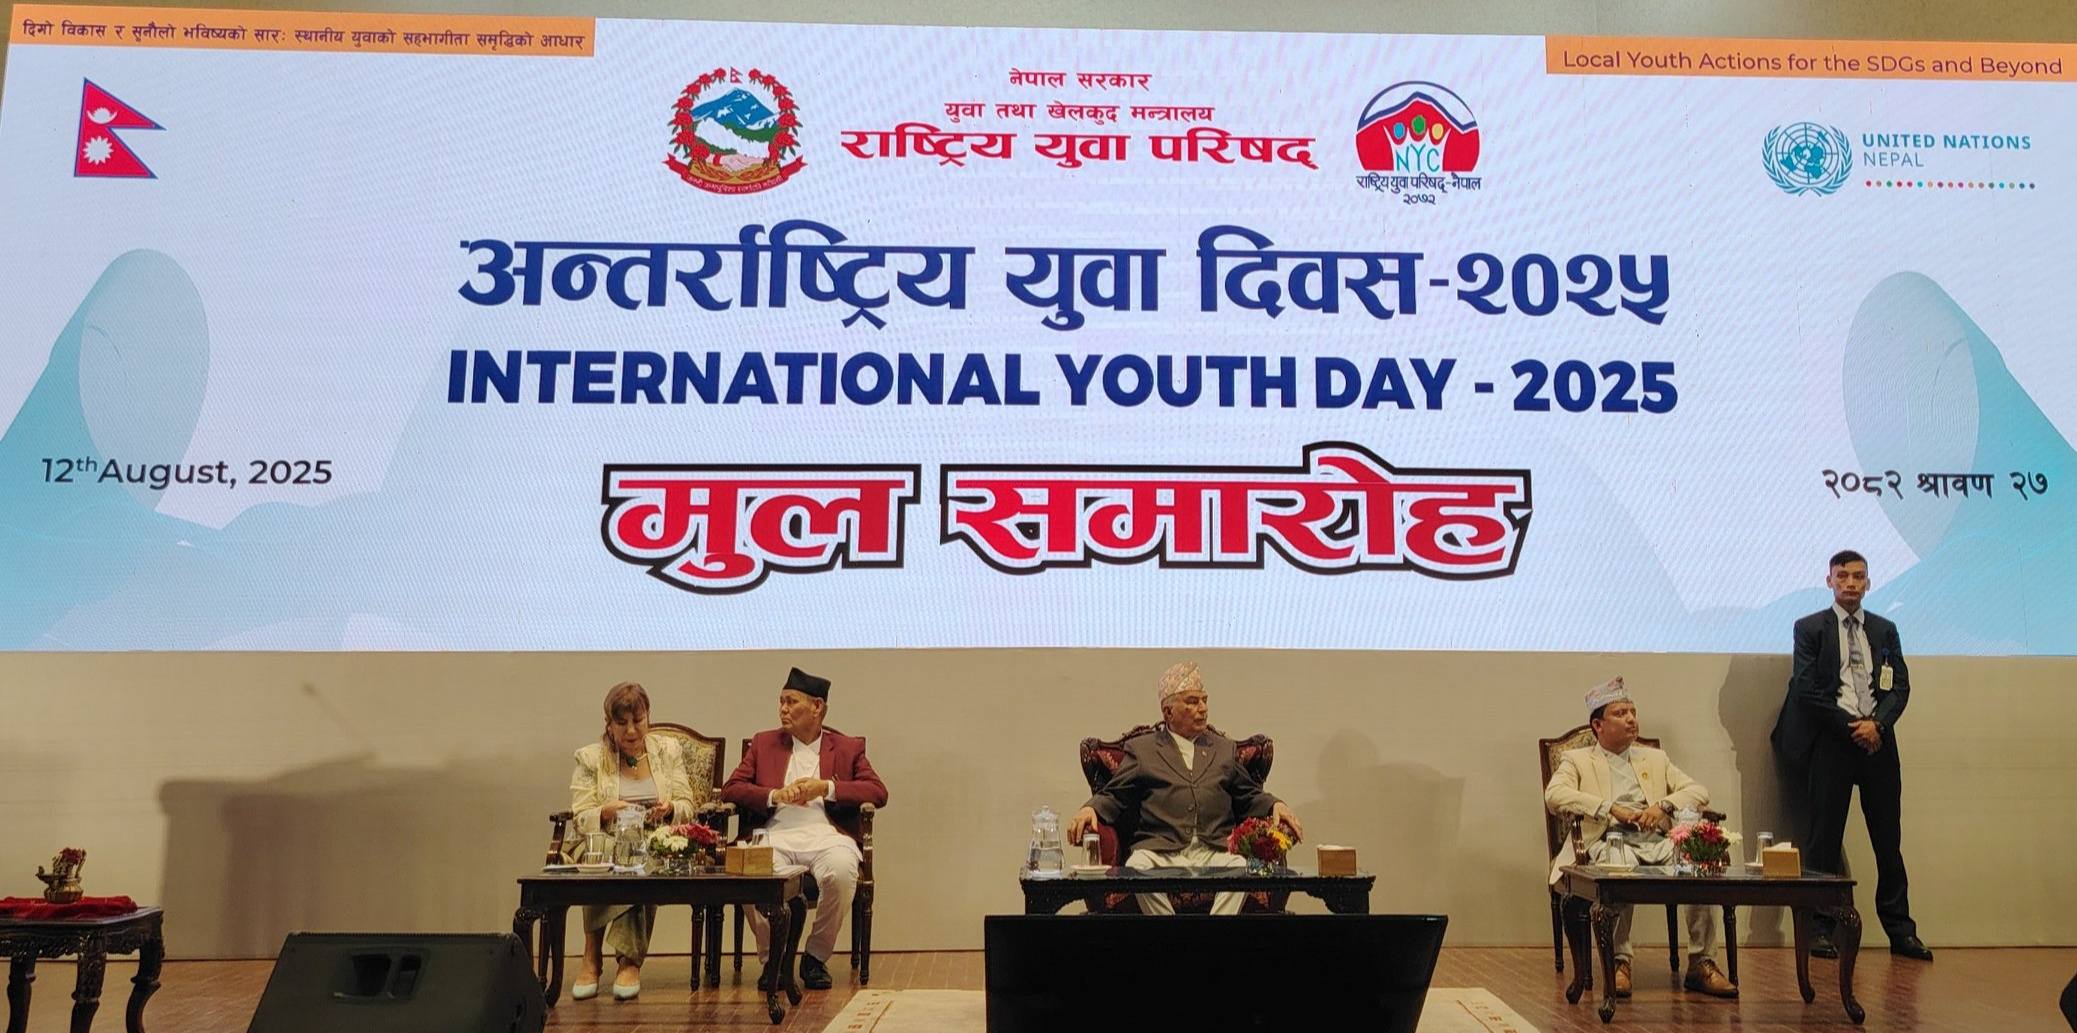 दिगो विकास र सुनौलो भविष्यको सारः स्थानीय युवाको सहभागीता समृद्धिको आधार
Local Youth Actions for the SDGs and Beyond
नेपाल सरकार
युवा तथा खेलकुद मन्त्रालय
राष्ट्रिय युवा परिषद्
NYC
राष्ट्रिय युवा परिषद्-नेपाल
२०७२
UNITED NATIONS
NEPAL
अन्तर्राष्ट्रिय युवा दिवस-२०२५
INTERNATIONAL YOUTH DAY - 2025
12th August, 2025
मुल समारोह
२०८२ श्रावण २७